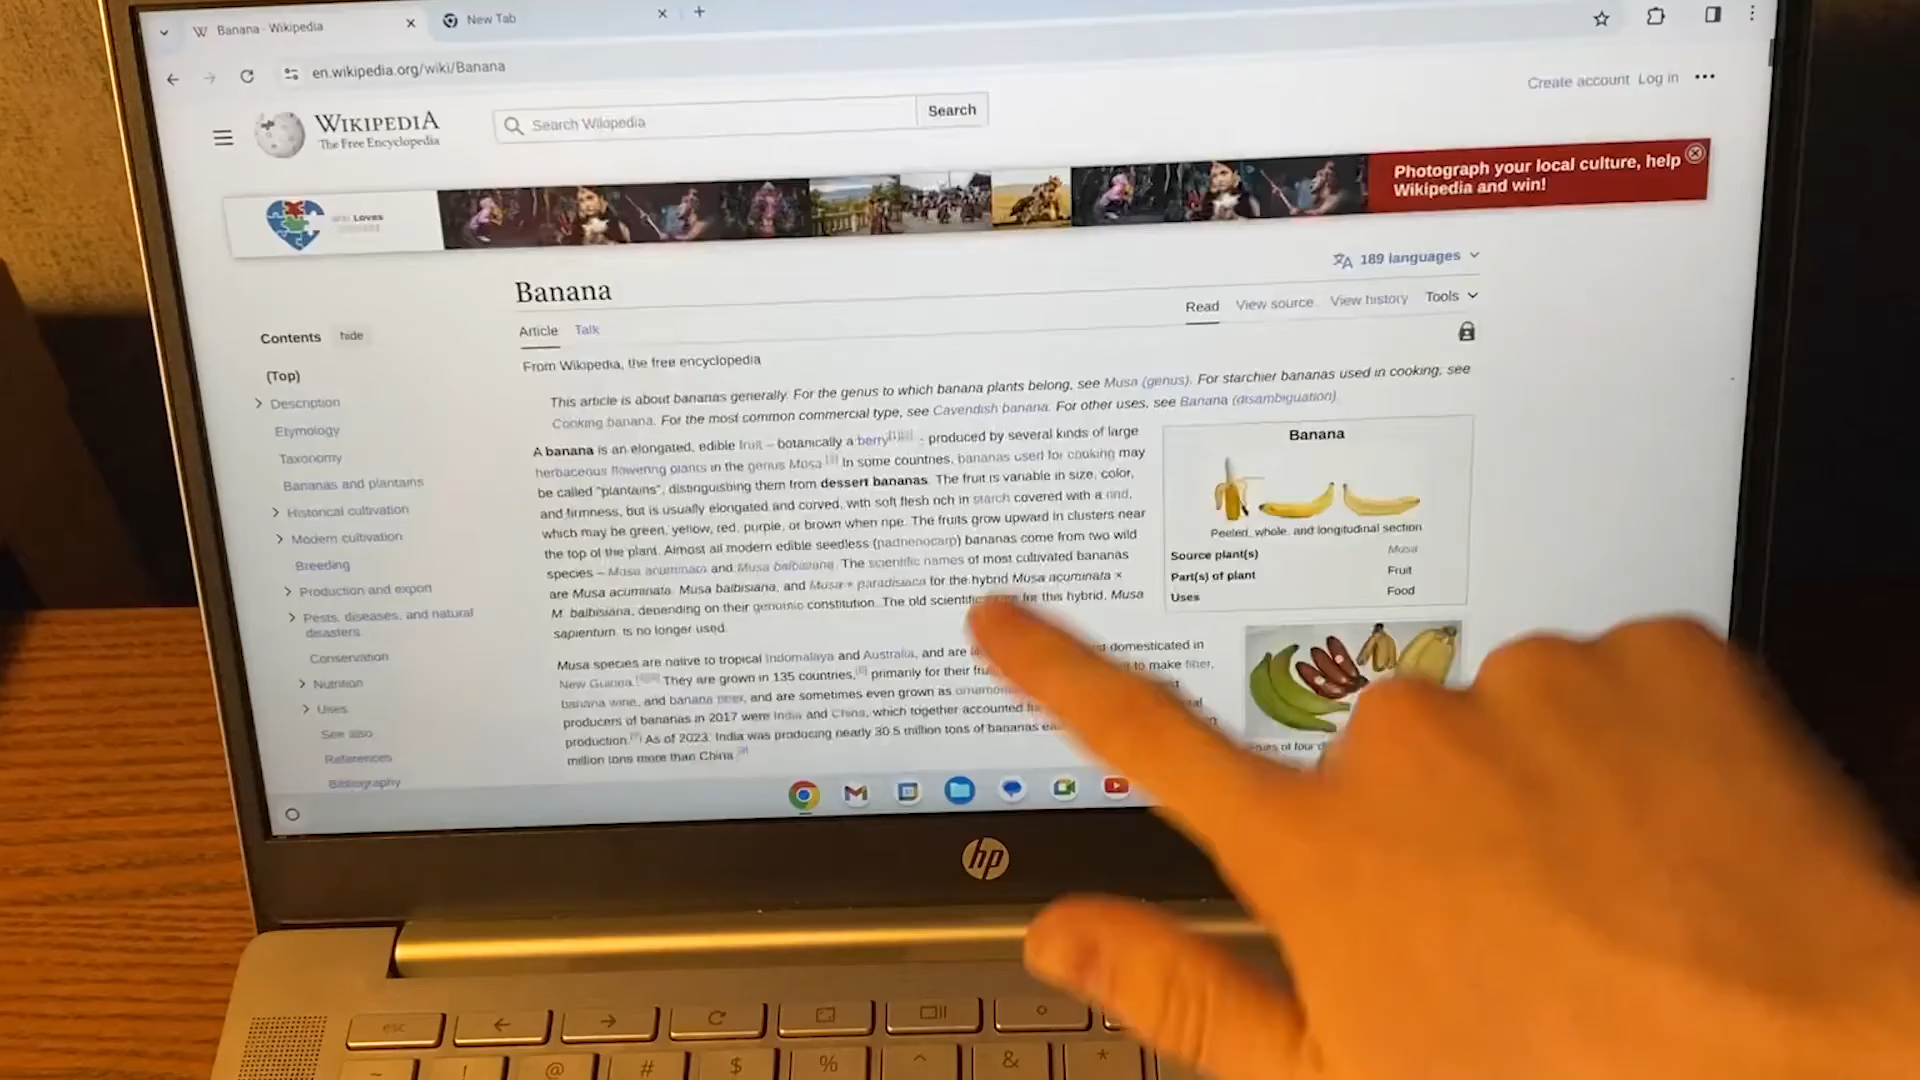 Banana - Wikipedia
New Tab
en.wikipedia.org/wiki/Banana
Create account Log in
WIKIPEDIA
The Free Encyclopedia
Search Wikipedia
Search
Loves
Photograph your local culture, help
Wikipedia and win!
189 languages
Banana
Article Talk
Read View source View history Tools
From Wikipedia, the free encyclopedia
Contents hide
(Top)
Description
Etymology
Taxonomy
Bananas and plantains
Historical cultivation
Modern cultivation
Breeding
Production and export
Pests, diseases, and natural
disasters
Conservation
Nutrition
Uses
See also
References
Bibliography
This article is about bananas generally. For the genus to which banana plants belong, see Musa (genus). For starchier bananas used in cooking, see
Cooking banana. For the most common commercial type, see Cavendish banana. For other uses, see Banana (disambiguation).
A banana is an elongated, edible fruit – botanically a berry – produced by several kinds of large
herbaceous flowering plants in the genus Musa. In some countries, bananas used for cooking may
be called "plantains", distinguishing them from dessert bananas. The fruit is variable in size, color,
and firmness, but is usually elongated and curved, with soft flesh rich in starch covered with a rind,
which may be green, yellow, red, purple, or brown when ripe. The fruits grow upward in clusters near
the top of the plant. Almost all modern edible seedless (parthenocarp) bananas come from two wild
species – Musa acuminata and Musa balbisiana. The scientific names of most cultivated bananas
are Musa acuminata, Musa balbisiana, and Musa × paradisiaca for the hybrid Musa acuminata ×
M. balbisiana, depending on their genomic constitution. The old scientific for this hybrid, Musa
sapientum, is no longer used.
Musa species are native to tropical Indomalaya and Australia, and are domesticated in
New Guinea. They are grown in 135 countries, primarily for their to make fiber,
banana wine, and banana beer, and are sometimes even grown as
producers of bananas in 2017 were India and China, which together accounted
production. As of 2023, India was producing nearly 30.5 million tons of bananas
million tons more than China.
Banana
Peeled, whole, and longitudinal section
Source plant(s) Musa
Part(s) of plant Fruit
Uses Food
of four
hp
esc
~ ! @ # $ % ^ & *